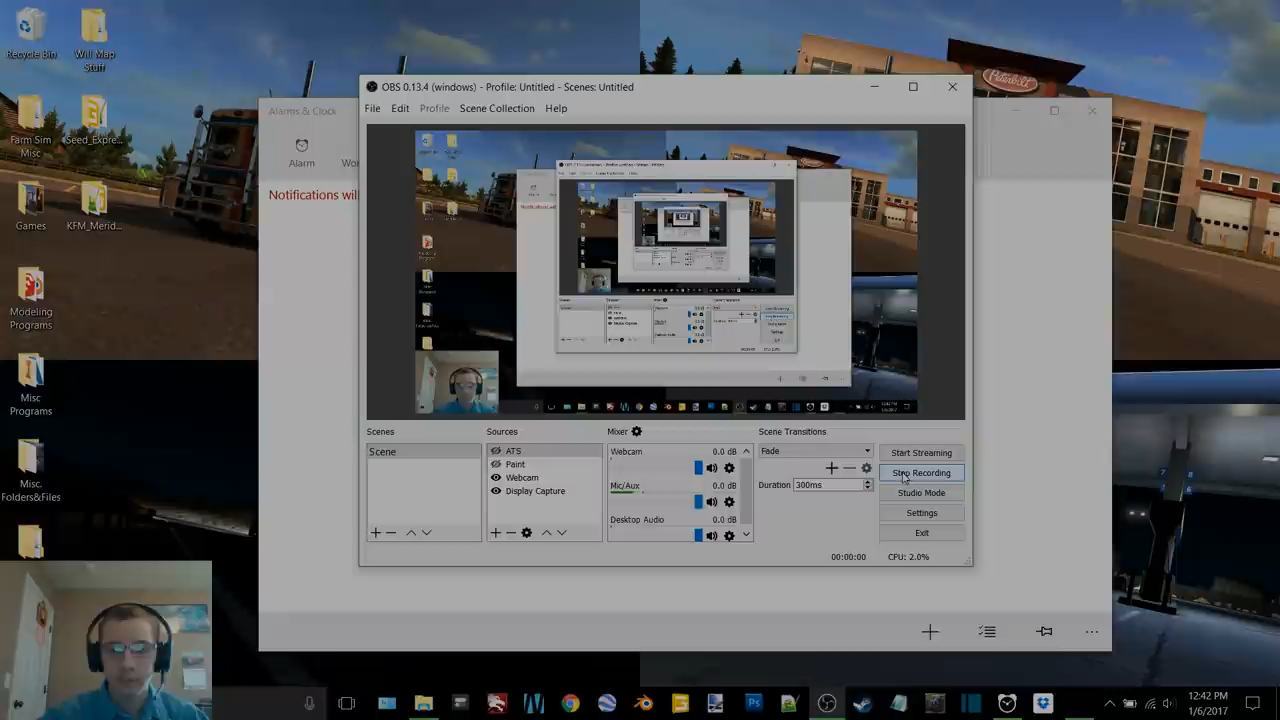 Recycle Bin
Will Map
Stuff
Farm Sim
Misc
Seed_Expre...
Games
KFM_Merid...
Modeling
Programs
Misc
Programs
Misc.
Folders&Files
Peterbilt
Alarms & Clock
Alarm
Wor
Notifications wil
OBS 0.13.4 (windows) - Profile: Untitled - Scenes: Untitled
File Edit Profile Scene Collection Help
Scenes
Scene
Sources
ATS
Paint
Webcam
Display Capture
Mixer
Webcam 0.0 dB
Mic/Aux 0.0 dB
Desktop Audio 0.0 dB
Scene Transitions
Fade
Duration 300ms
Start Streaming
Stop Recording
Studio Mode
Settings
Exit
00:00:00 CPU: 2.0%
12:42 PM
1/6/2017